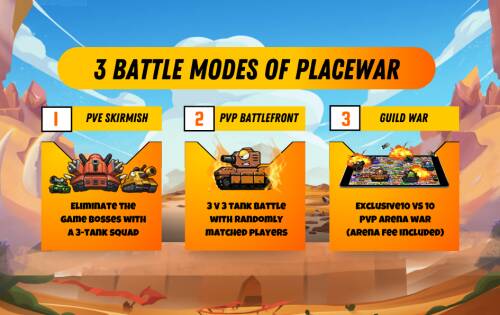 3 BATTLE MODES OF PLACEWAR
1 PVE SKIRMISH
ELIMINATE THE
GAME BOSSES WITH
A 3-TANK SQUAD
2 PVP BATTLEFRONT
3 V 3 TANK BATTLE
WITH RANDOMLY
MATCHED PLAYERS
3 GUILD WAR
EXCLUSIVE10 VS 10
PVP ARENA WAR
(ARENA FEE INCLUDED)